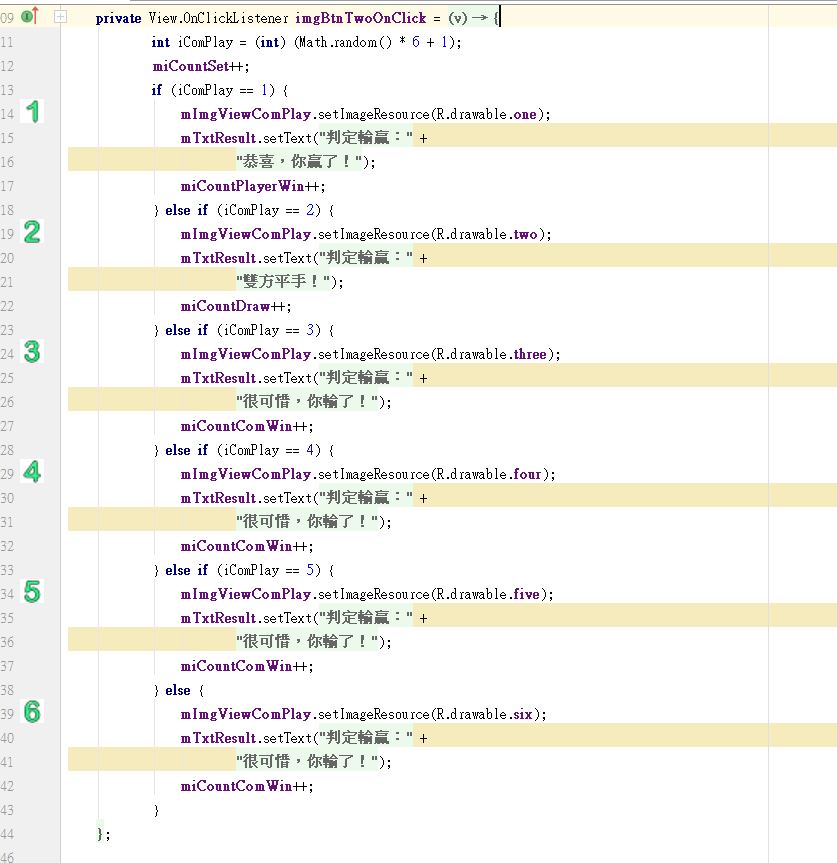 09 private View.OnClickListener imgBtnTwoOnClick = (v) → {
11 int iComPlay = (int) (Math.random() * 6 + 1);
12 miCountSet++;
13 if (iComPlay == 1) {
14 1 mImgViewComPlay.setImageResource(R.drawable.one);
15 mTxtResult.setText("判定輸贏：" +
16 "恭喜，你贏了！");
17 miCountPlayerWin++;
18 } else if (iComPlay == 2) {
19 2 mImgViewComPlay.setImageResource(R.drawable.two);
20 mTxtResult.setText("判定輸贏：" +
21 "雙方平手！");
22 miCountDraw++;
23 } else if (iComPlay == 3) {
24 3 mImgViewComPlay.setImageResource(R.drawable.three);
25 mTxtResult.setText("判定輸贏：" +
26 "很可惜，你輸了！");
27 miCountComWin++;
28 } else if (iComPlay == 4) {
29 4 mImgViewComPlay.setImageResource(R.drawable.four);
30 mTxtResult.setText("判定輸贏：" +
31 "很可惜，你輸了！");
32 miCountComWin++;
33 } else if (iComPlay == 5) {
34 5 mImgViewComPlay.setImageResource(R.drawable.five);
35 mTxtResult.setText("判定輸贏：" +
36 "很可惜，你輸了！");
37 miCountComWin++;
38 } else {
39 6 mImgViewComPlay.setImageResource(R.drawable.six);
40 mTxtResult.setText("判定輸贏：" +
41 "很可惜，你輸了！");
42 miCountComWin++;
43 }
44 };
46